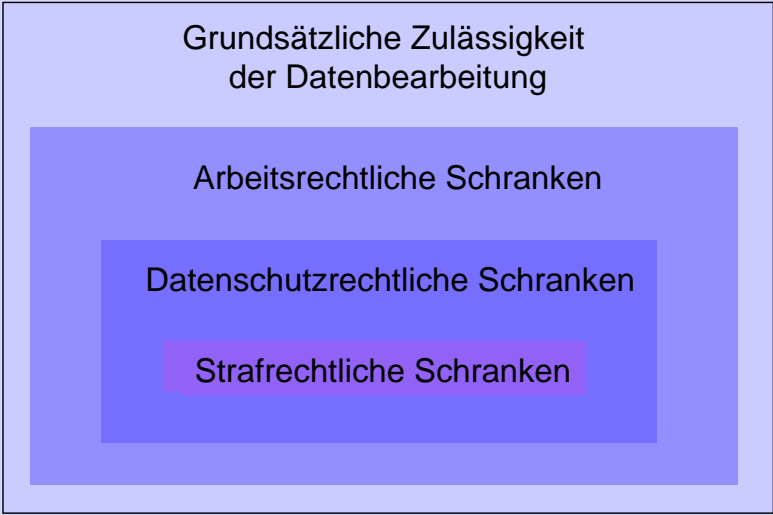 Grundsätzliche Zulässigkeit
der Datenbearbeitung
Arbeitsrechtliche Schranken
Datenschutzrechtliche Schranken
Strafrechtliche Schranken